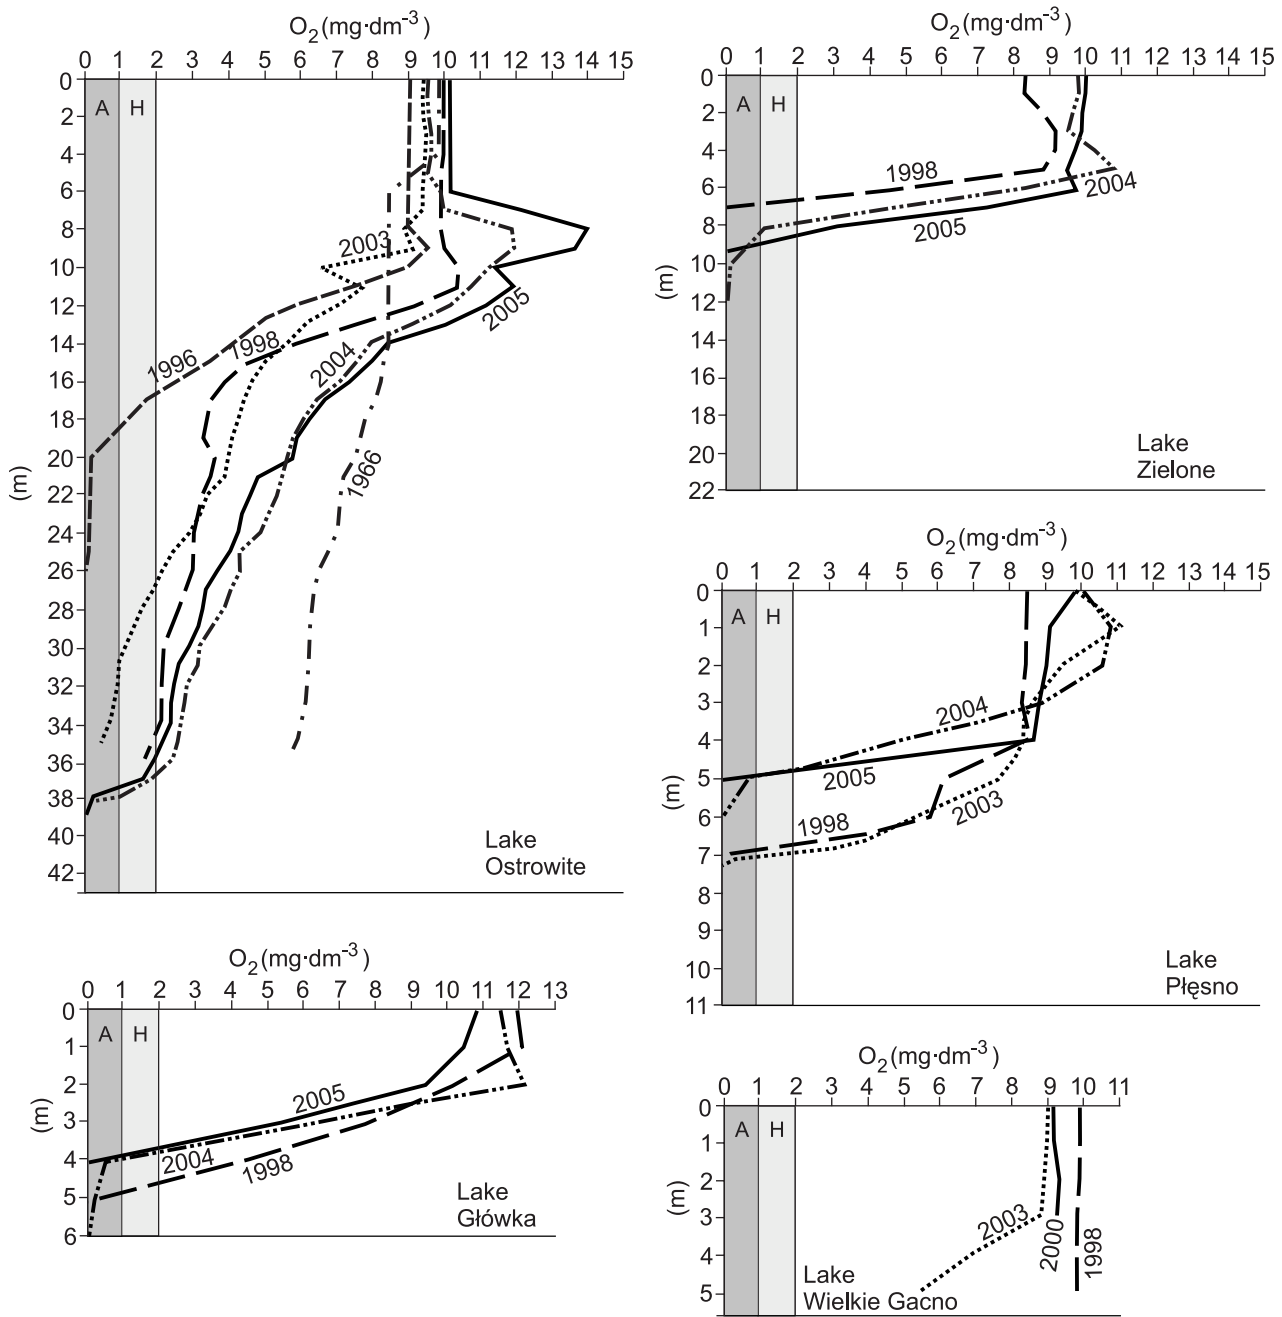 O2(mg·dm-3)
0 1 2 3 4 5 6 7 8 9 10 11 12 13 14 15
0
2
4
6
8
10
12
14
16
18
20
22
24
26
28
30
32
34
36
38
40
42
(m)
A H
2003
1996
1998
2004
2005
1966
Lake
Ostrowite
O2(mg·dm-3)
0 1 2 3 4 5 6 7 8 9 10 11 12 13 14 15
0
2
4
6
8
10
12
14
16
18
20
22
(m)
A H
1998
2004
2005
Lake
Zielone
O2(mg·dm-3)
0 1 2 3 4 5 6 7 8 9 10 11 12 13 14 15
0
1
2
3
4
5
6
7
8
9
10
11
(m)
A H
2004
2005
2003
1998
Lake
Płęsno
O2(mg·dm-3)
0 1 2 3 4 5 6 7 8 9 10 11 12 13
0
1
2
3
4
5
6
(m)
A H
2005
2004
1998
Lake
Główka
O2(mg·dm-3)
0 1 2 3 4 5 6 7 8 9 10 11
0
1
2
3
4
5
(m)
A H
2003
2000
1998
Lake
Wielkie Gacno